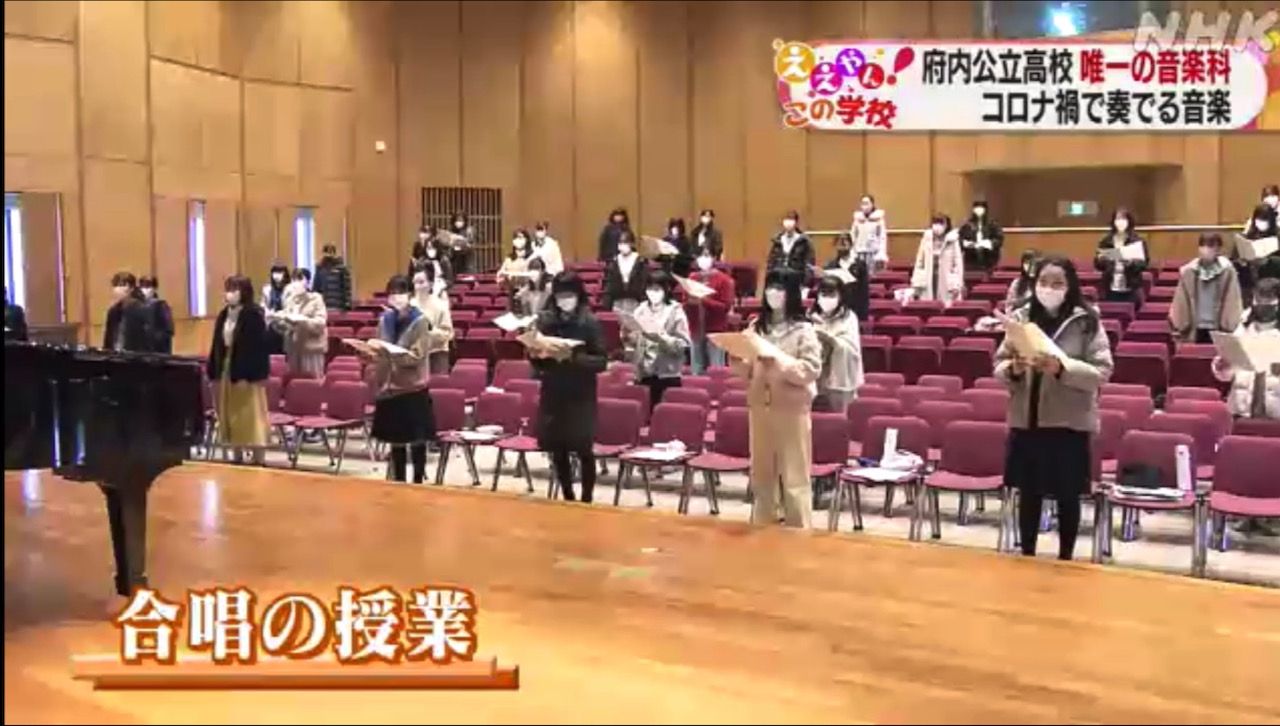 NHK
ええやん!
この学校
府内公立高校 唯一の音楽科
コロナ禍で奏でる音楽
合唱の授業